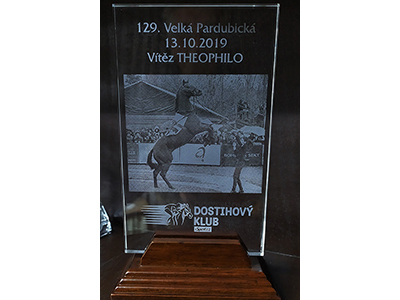 129. Velká Pardubická
13.10.2019
Vítěz THEOPHILO
DOSTIHOVÝ
KLUB